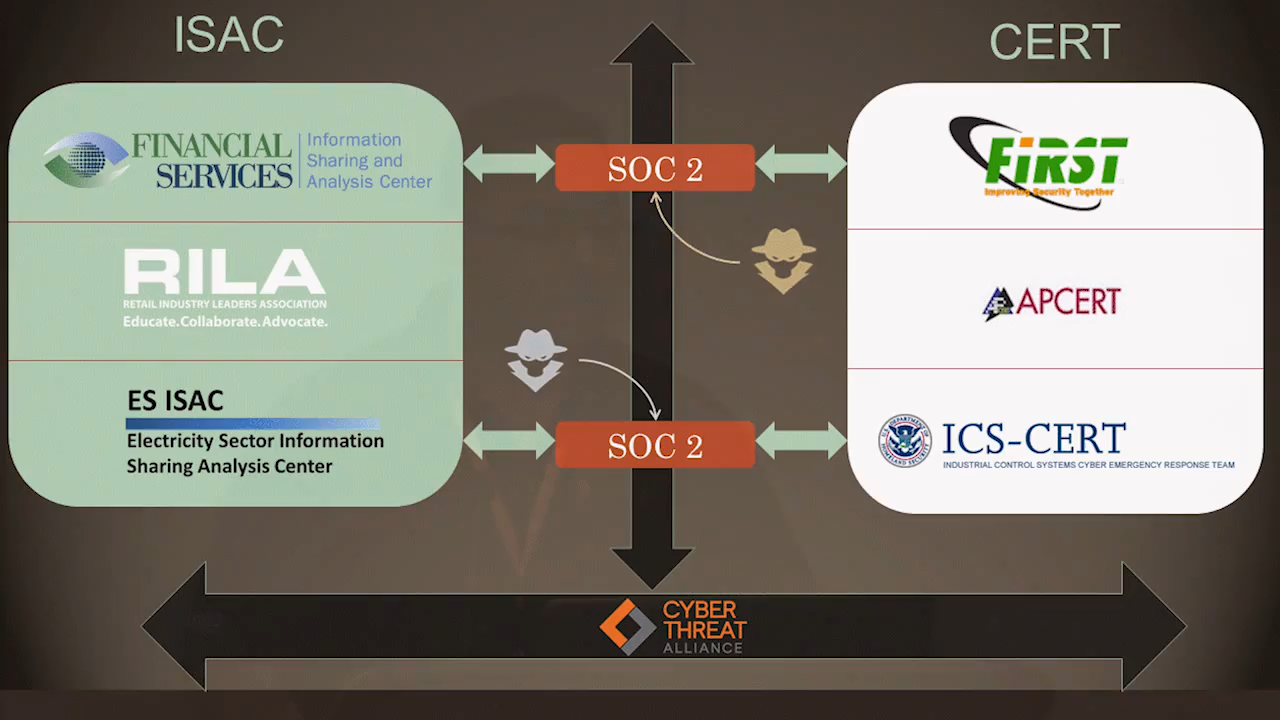 ISAC
CERT
FINANCIAL
SERVICES
Information
Sharing and
Analysis Center
SOC 2
FiRST
Improving Security Together
RILA
RETAIL INDUSTRY LEADERS ASSOCIATION
Educate.Collaborate.Advocate.
APCERT
ES ISAC
Electricity Sector Information
Sharing Analysis Center
SOC 2
ICS-CERT
INDUSTRIAL CONTROL SYSTEMS CYBER EMERGENCY RESPONSE TEAM
CYBER
THREAT
ALLIANCE